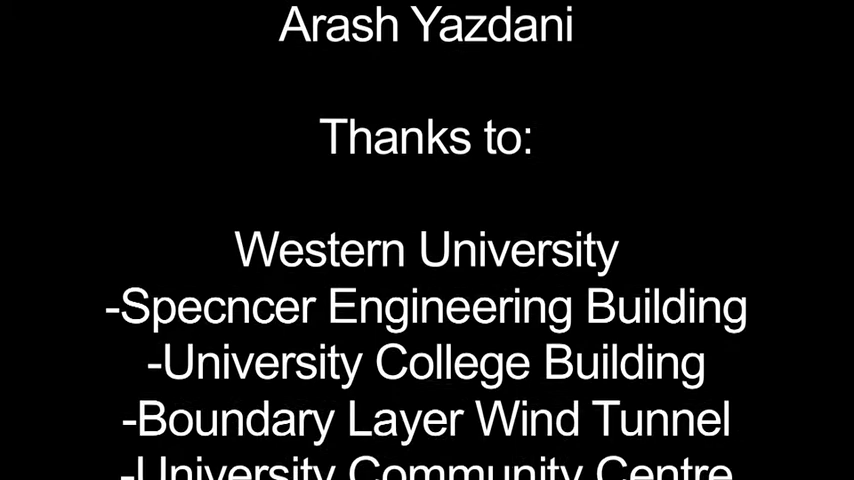 Arash Yazdani
Thanks to:
Western University
-Specncer Engineering Building
-University College Building
-Boundary Layer Wind Tunnel
-University Community Centre